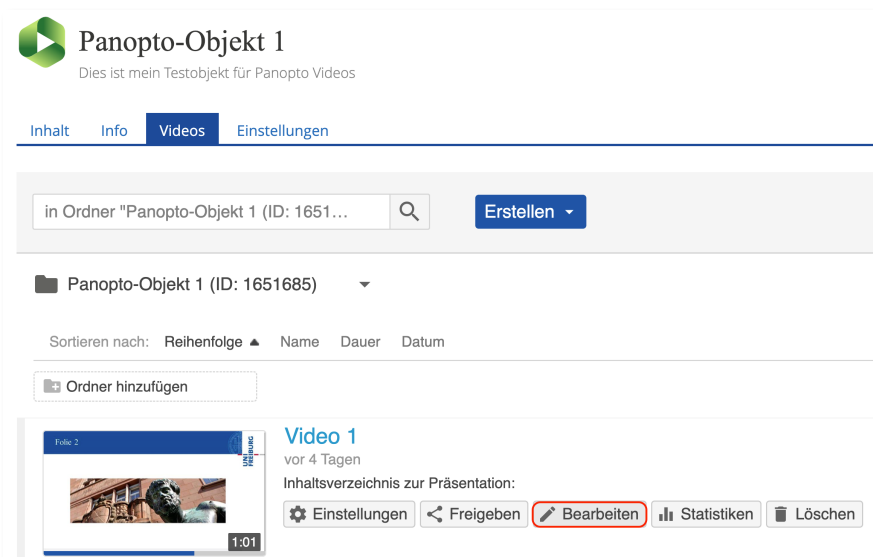 Panopto-Objekt 1
Dies ist mein Testobjekt für Panopto Videos
Inhalt Info Videos Einstellungen
in Ordner "Panopto-Objekt 1 (ID: 1651…
Erstellen
Panopto-Objekt 1 (ID: 1651685)
Sortieren nach: Reihenfolge Name Dauer Datum
Ordner hinzufügen
Folie 2
UNI
FREIBURG
1:01
Video 1
vor 4 Tagen
Inhaltsverzeichnis zur Präsentation:
Einstellungen Freigeben Bearbeiten Statistiken Löschen